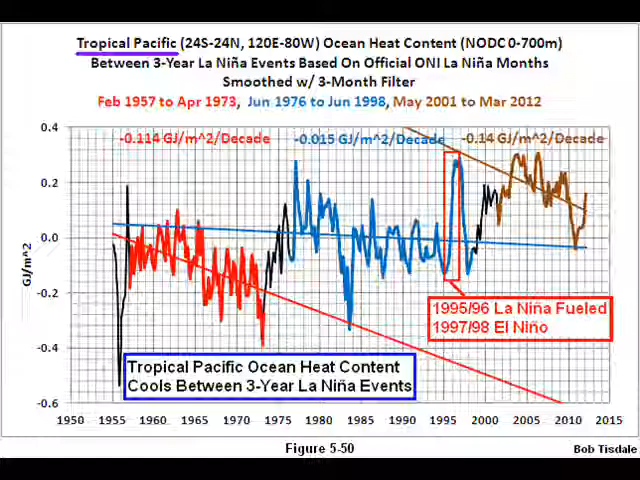 Tropical Pacific (24S-24N, 120E-80W) Ocean Heat Content (NODC 0-700m)
Between 3-Year La Niña Events Based On Official ONI La Niña Months
Smoothed w/ 3-Month Filter
Feb 1957 to Apr 1973, Jun 1976 to Jun 1998, May 2001 to Mar 2012
0.4
-0.114 GJ/m^2/Decade -0.015 GJ/m^2/Decade -0.14 GJ/m^2/Decade
0.2
0.0
GJ/m^2
-0.2
1995/96 La Niña Fueled
1997/98 El Niño
-0.4
Tropical Pacific Ocean Heat Content
Cools Between 3-Year La Niña Events
-0.6
1950 1955 1960 1965 1970 1975 1980 1985 1990 1995 2000 2005 2010 2015
Figure 5-50
Bob Tisdale